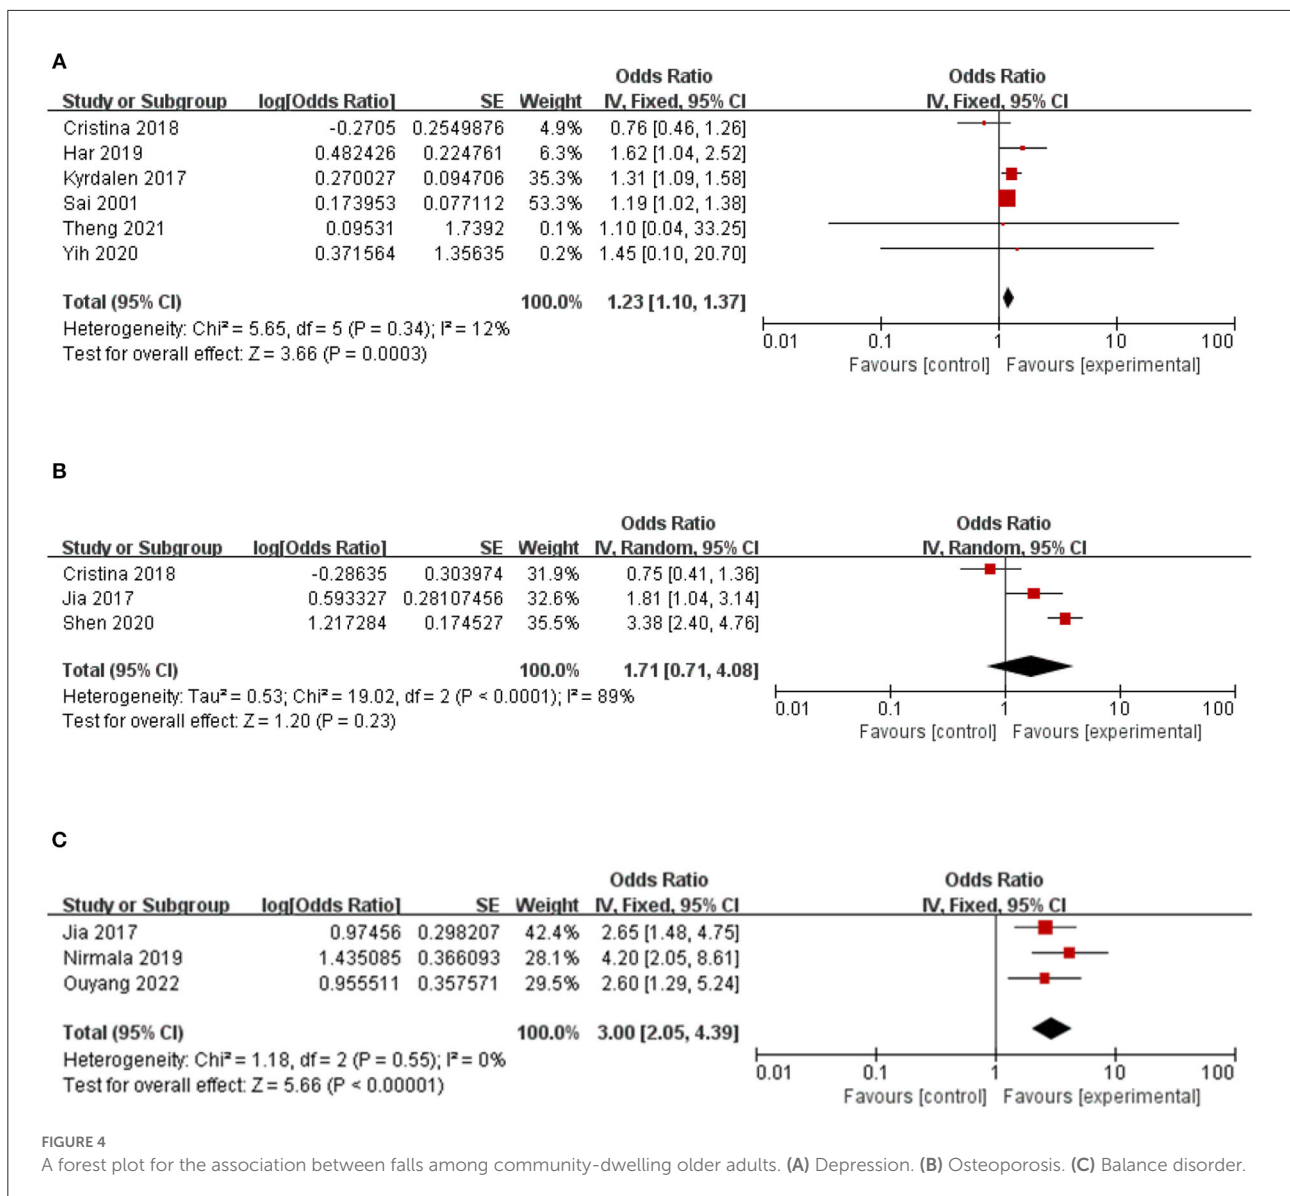 A
Odds Ratio Odds Ratio
Study or Subgroup log[Odds Ratio] SE Weight IV, Fixed, 95% CI IV, Fixed, 95% CI
Cristina 2018 -0.2705 0.2549876 4.9% 0.76 [0.46, 1.26]
Har 2019 0.482426 0.224761 6.3% 1.62 [1.04, 2.52]
Kyrdalen 2017 0.270027 0.094706 35.3% 1.31 [1.09, 1.58]
Sai 2001 0.173953 0.077112 53.3% 1.19 [1.02, 1.38]
Theng 2021 0.09531 1.7392 0.1% 1.10 [0.04, 33.25]
Yih 2020 0.371564 1.35635 0.2% 1.45 [0.10, 20.70]
Total (95% CI) 100.0% 1.23 [1.10, 1.37]
Heterogeneity: Chi² = 5.65, df = 5 (P = 0.34); I² = 12%
Test for overall effect: Z = 3.66 (P = 0.0003)
0.01 0.1 1 10 100
Favours [control] Favours [experimental]
B
Odds Ratio Odds Ratio
Study or Subgroup log[Odds Ratio] SE Weight IV, Random, 95% CI IV, Random, 95% CI
Cristina 2018 -0.28635 0.303974 31.9% 0.75 [0.41, 1.36]
Jia 2017 0.593327 0.28107456 32.6% 1.81 [1.04, 3.14]
Shen 2020 1.217284 0.174527 35.5% 3.38 [2.40, 4.76]
Total (95% CI) 100.0% 1.71 [0.71, 4.08]
Heterogeneity: Tau² = 0.53; Chi² = 19.02, df = 2 (P < 0.0001); I² = 89%
Test for overall effect: Z = 1.20 (P = 0.23)
0.01 0.1 1 10 100
Favours [control] Favours [experimental]
C
Odds Ratio Odds Ratio
Study or Subgroup log[Odds Ratio] SE Weight IV, Fixed, 95% CI IV, Fixed, 95% CI
Jia 2017 0.97456 0.298207 42.4% 2.65 [1.48, 4.75]
Nirmala 2019 1.435085 0.366093 28.1% 4.20 [2.05, 8.61]
Ouyang 2022 0.955511 0.357571 29.5% 2.60 [1.29, 5.24]
Total (95% CI) 100.0% 3.00 [2.05, 4.39]
Heterogeneity: Chi² = 1.18, df = 2 (P = 0.55); I² = 0%
Test for overall effect: Z = 5.66 (P < 0.00001)
0.01 0.1 1 10 100
Favours [control] Favours [experimental]
FIGURE 4
A forest plot for the association between falls among community-dwelling older adults. (A) Depression. (B) Osteoporosis. (C) Balance disorder.